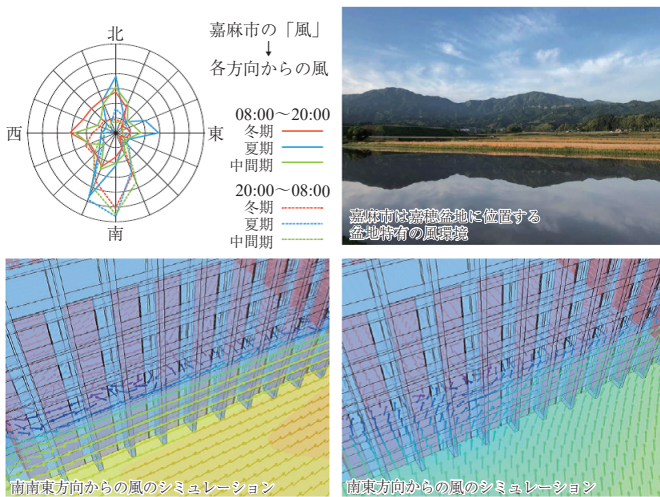 嘉麻市の「風」
↓
各方向からの風
北
西
東
南
08:00〜20:00
冬期
夏期
中間期
20:00〜08:00
冬期
夏期
中間期
嘉麻市は嘉穂盆地に位置する
盆地特有の風環境
南南東方向からの風のシミュレーション
南東方向からの風のシミュレーション